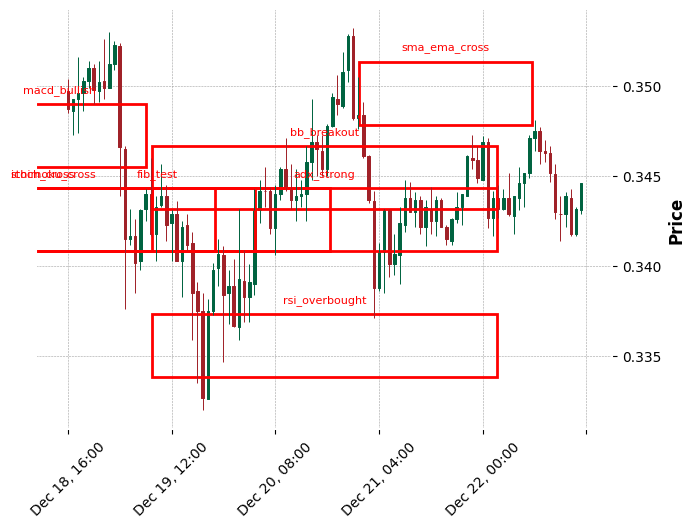 sma_ema_cross
0.350
macd_bullish
bb_breakout
0.345
fib_test
adx_strong
Price
0.340
rsi_overbought
0.335
Dec 18, 16:00
Dec 19, 12:00
Dec 20, 08:00
Dec 21, 04:00
Dec 22, 00:00